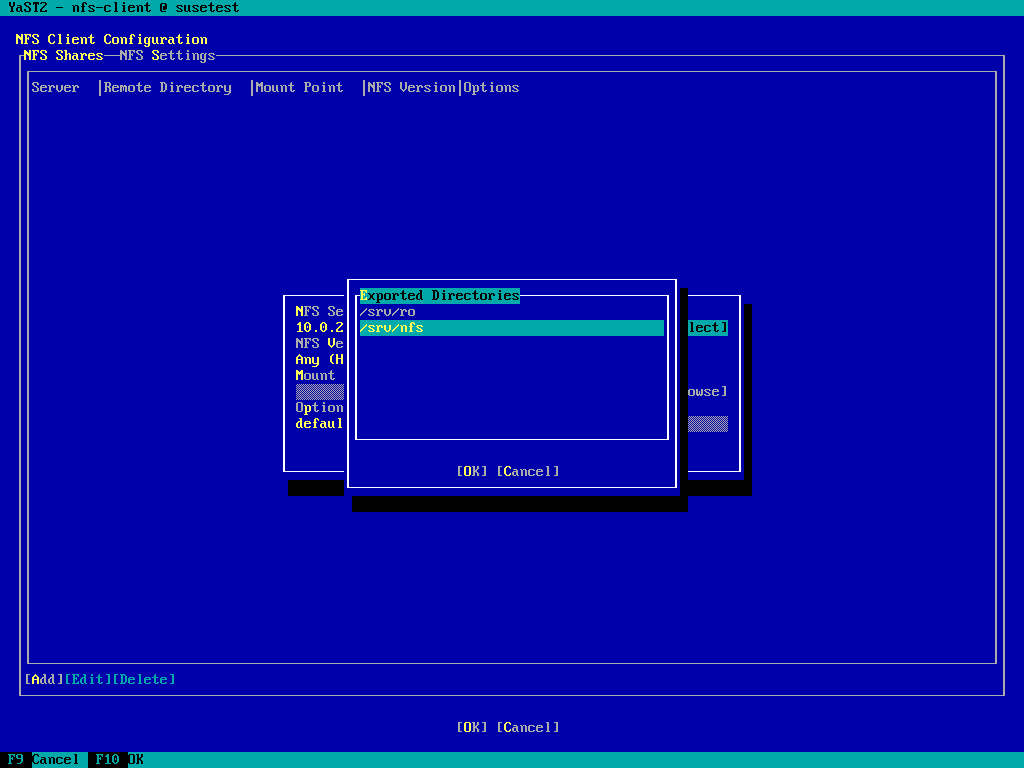 YaST2 - nfs-client @ susetest
NFS Client Configuration
NFS Shares NFS Settings
Server |Remote Directory |Mount Point |NFS Version|Options
Exported Directories
NFS Se /srv/ro
10.0.2 /srv/nfs lect]
NFS Ve
Any (H
Mount
owse]
Option
defaul
[OK] [Cancel]
[Add][Edit][Delete]
[OK] [Cancel]
F9 Cancel F10 OK